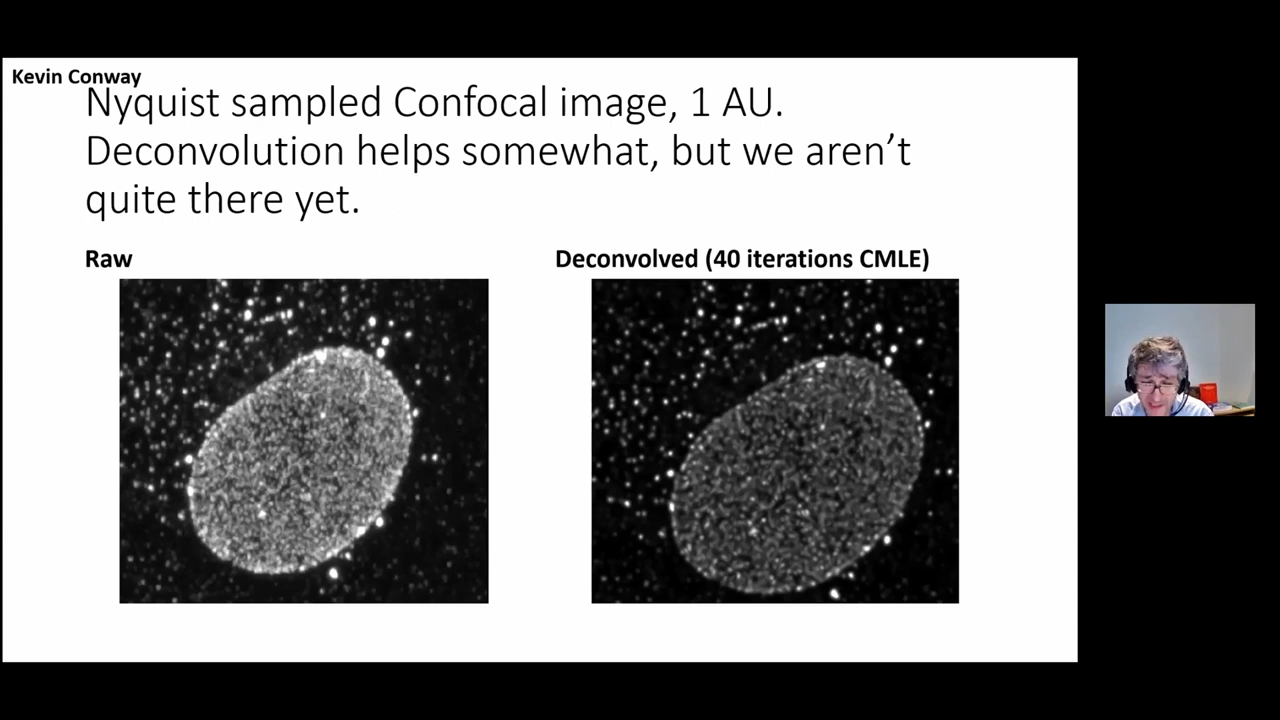 Kevin Conway
Nyquist sampled Confocal image, 1 AU.
Deconvolution helps somewhat, but we aren’t
quite there yet.
Raw
Deconvolved (40 iterations CMLE)